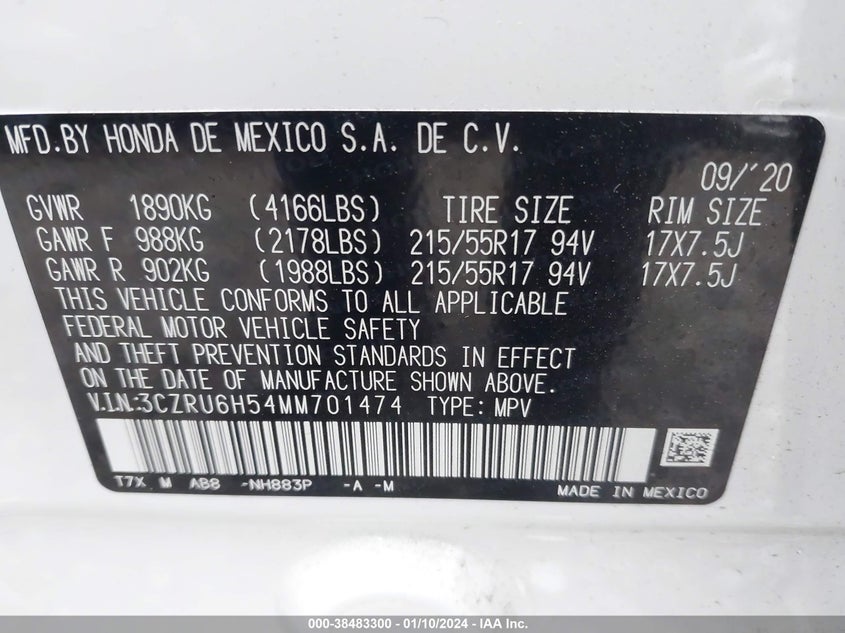 MFD.BY HONDA DE MEXICO S.A. DE C.V.
09/'20
GVWR 1890KG (4166LBS) TIRE SIZE RIM SIZE
GAWR F 988KG (2178LBS) 215/55R17 94V 17X7.5J
GAWR R 902KG (1988LBS) 215/55R17 94V 17X7.5J
THIS VEHICLE CONFORMS TO ALL APPLICABLE
FEDERAL MOTOR VEHICLE SAFETY
AND THEFT PREVENTION STANDARDS IN EFFECT
ON THE DATE OF MANUFACTURE SHOWN ABOVE.
V.I.N:3CZRU6H54MM701474 TYPE: MPV
T7X M AB8 -NH883P -A -M
MADE IN MEXICO
000-38483300 - 01/10/2024 - IAA Inc.